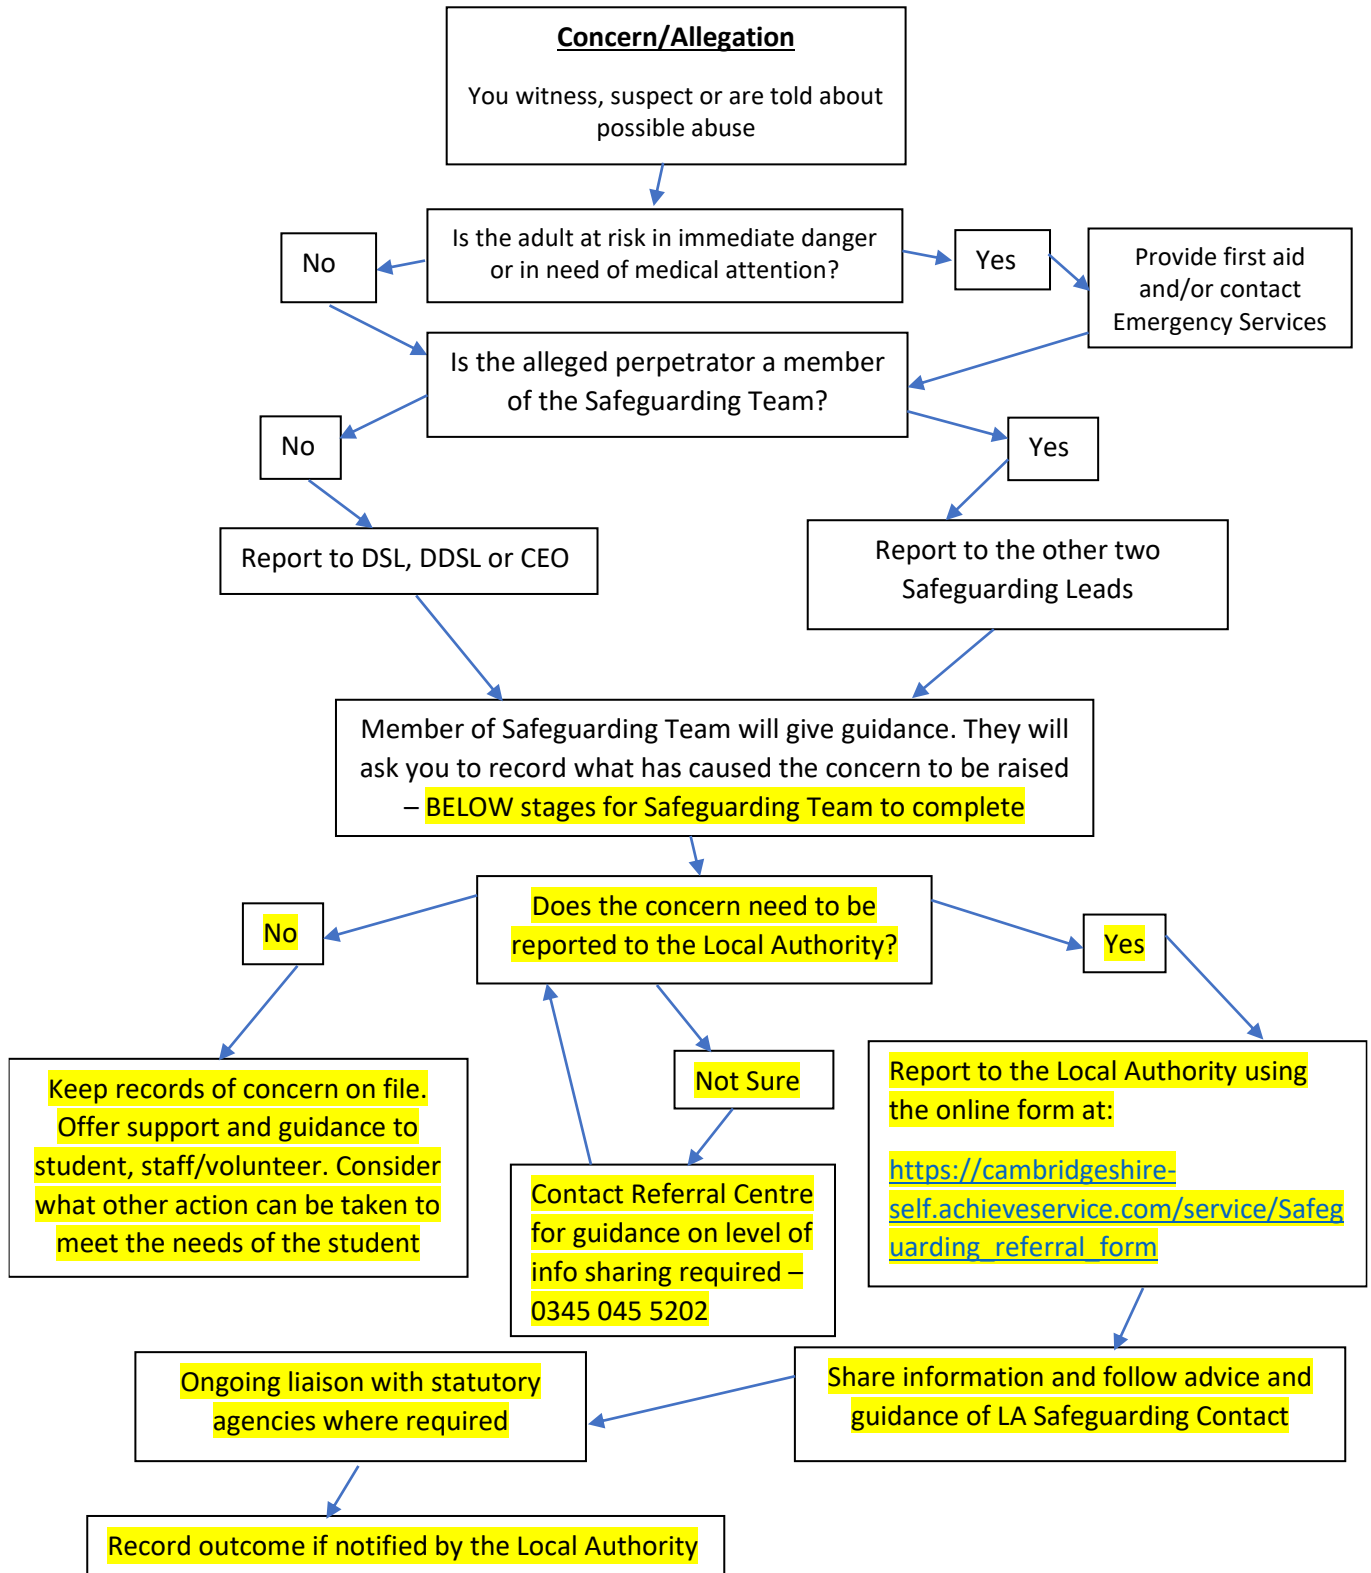 Concern/Allegation
You witness, suspect or are told about
possible abuse
Is the adult at risk in immediate danger
or in need of medical attention?
No
Yes
Provide first aid
and/or contact
Emergency Services
Is the alleged perpetrator a member
of the Safeguarding Team?
No
Yes
Report to DSL, DDSL or CEO
Report to the other two
Safeguarding Leads
Member of Safeguarding Team will give guidance. They will
ask you to record what has caused the concern to be raised
– BELOW stages for Safeguarding Team to complete
Does the concern need to be
reported to the Local Authority?
No
Yes
Not Sure
Keep records of concern on file.
Offer support and guidance to
student, staff/volunteer. Consider
what other action can be taken to
meet the needs of the student
Contact Referral Centre
for guidance on level of
info sharing required –
0345 045 5202
Report to the Local Authority using
the online form at:
https://cambridgeshire-
self.achieveservice.com/service/Safeg
uarding_referral_form
Share information and follow advice and
guidance of LA Safeguarding Contact
Ongoing liaison with statutory
agencies where required
Record outcome if notified by the Local Authority